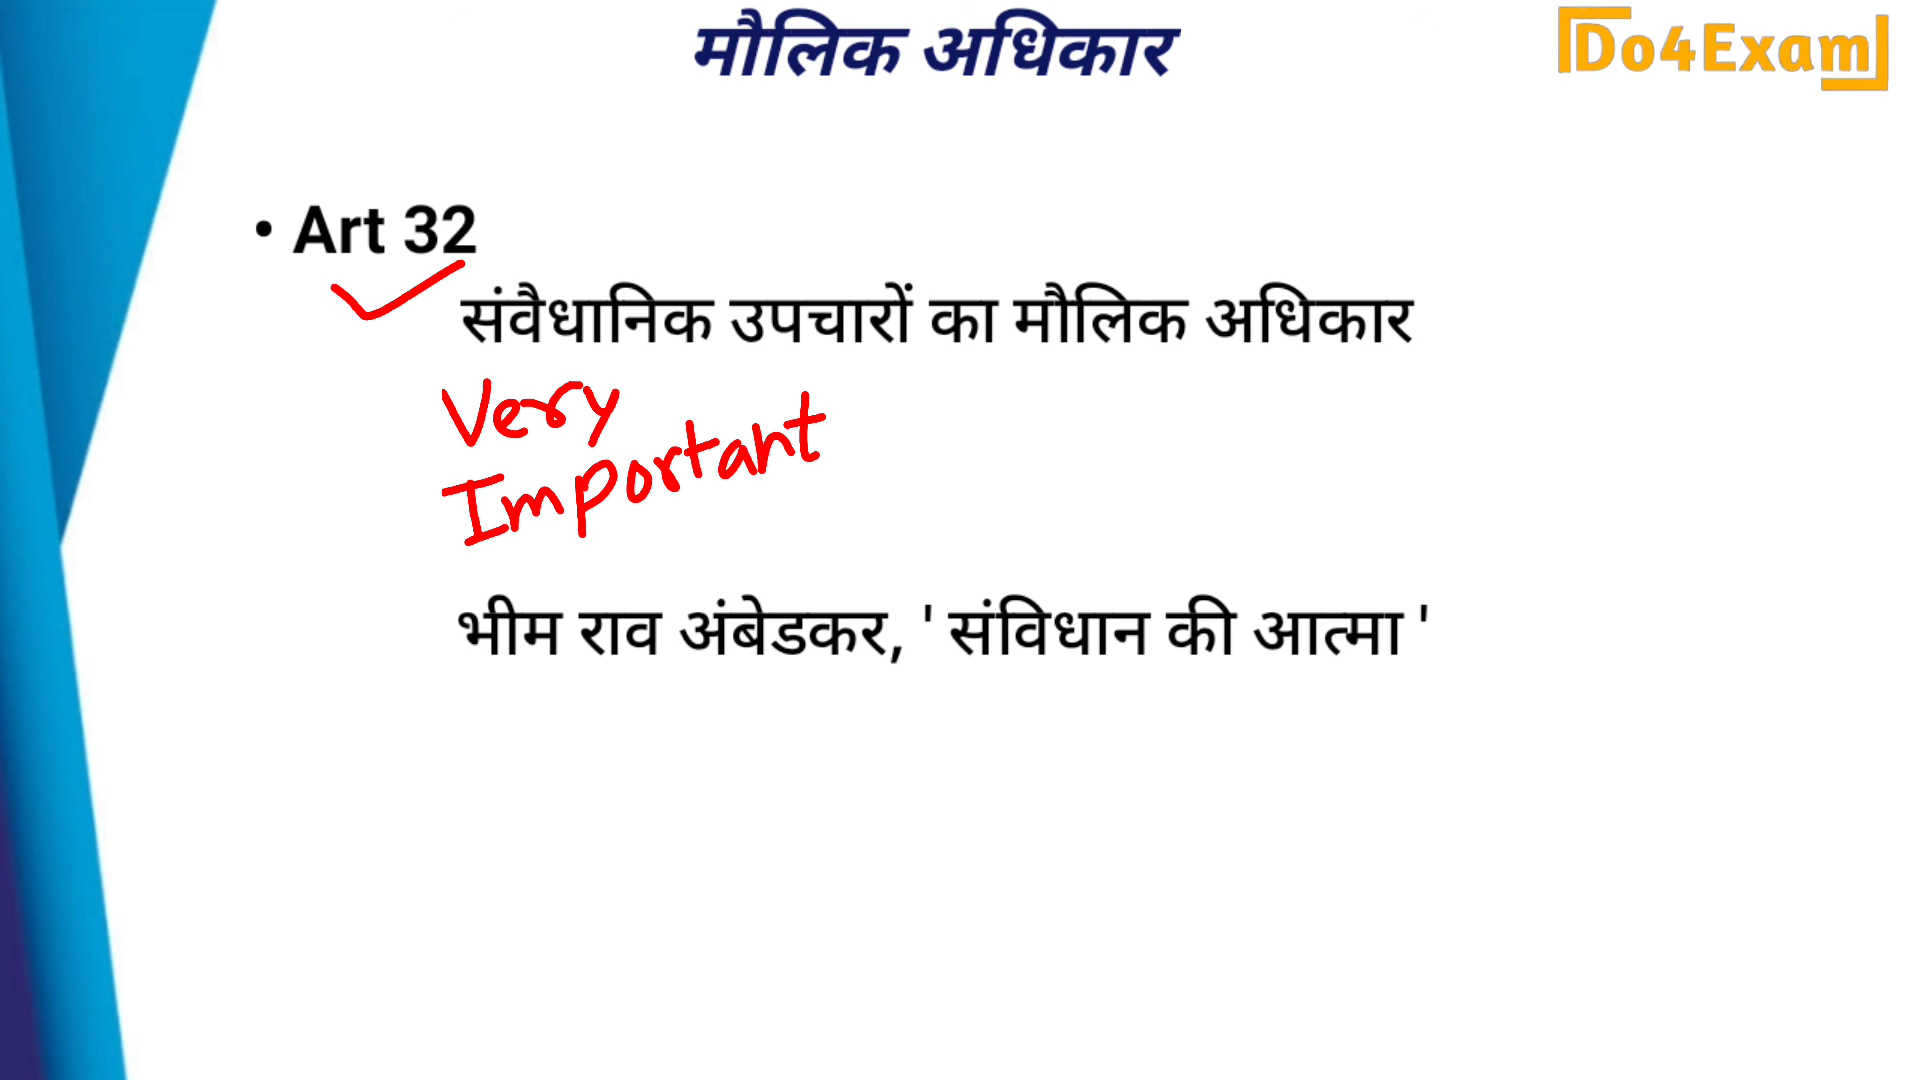 मौलिक अधिकार
Do4Exam
• Art 32
संवैधानिक उपचारों का मौलिक अधिकार
Very
Important
भीम राव अंबेडकर, ' संविधान की आत्मा '